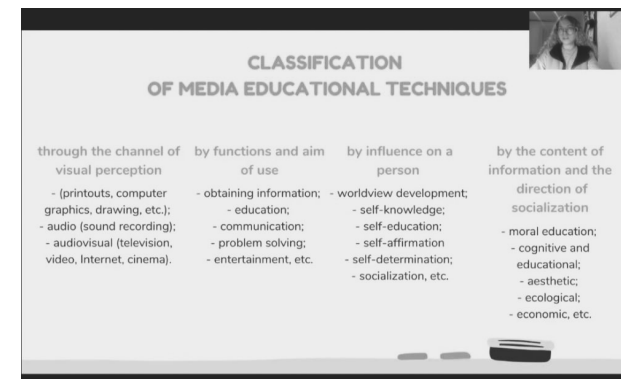 CLASSIFICATION
OF MEDIA EDUCATIONAL TECHNIQUES
through the channel of
visual perception
- (printouts, computer
graphics, drawing, etc.);
- audio (sound recording);
- audiovisual (television,
video, Internet, cinema).
by functions and aim
of use
- obtaining information;
- education;
- communication;
- problem solving;
- entertainment, etc.
by influence on a
person
- worldview development;
- self-knowledge;
- self-education;
- self-affirmation
- self-determination;
- socialization, etc.
by the content of
information and the
direction of
socialization
- moral education;
- cognitive and
educational;
- aesthetic;
- ecological;
- economic, etc.